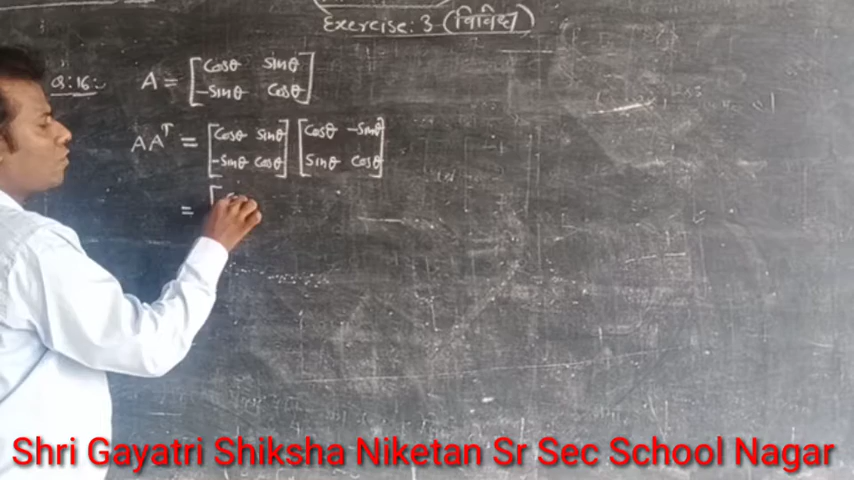 Exercise: 3 (विविध)
Q:16:
A = [cosθ sinθ
-sinθ cosθ]
AAᵀ = [cosθ sinθ
-sinθ cosθ] [cosθ -sinθ
sinθ cosθ]
= [
Shri Gayatri Shiksha Niketan Sr Sec School Nagar